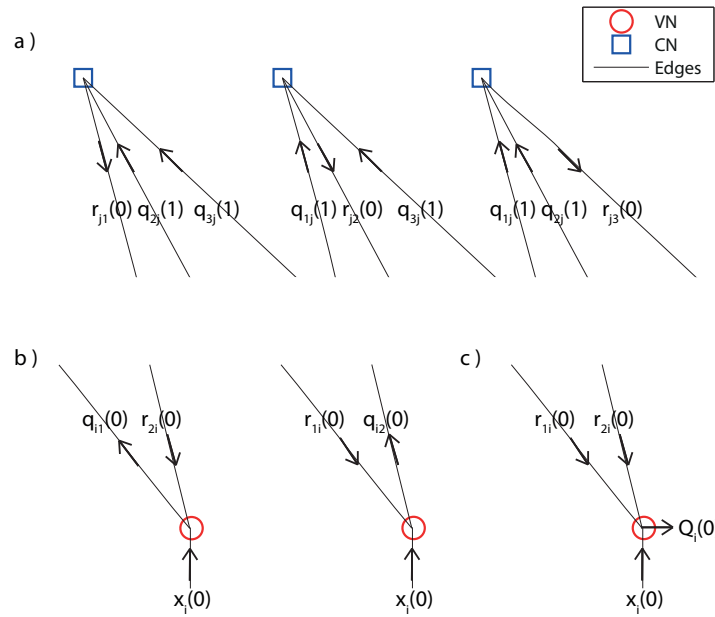 VN
CN
Edges
a )
r_j1(0) q_2j(1) q_3j(1)
q_1j(1) r_j2(0) q_3j(1)
q_1j(1) q_2j(1) r_j3(0)
b )
q_i1(0) r_2i(0)
x_i(0)
r_1i(0) q_i2(0)
x_i(0)
c )
r_1i(0) r_2i(0)
Q_i(0
x_i(0)